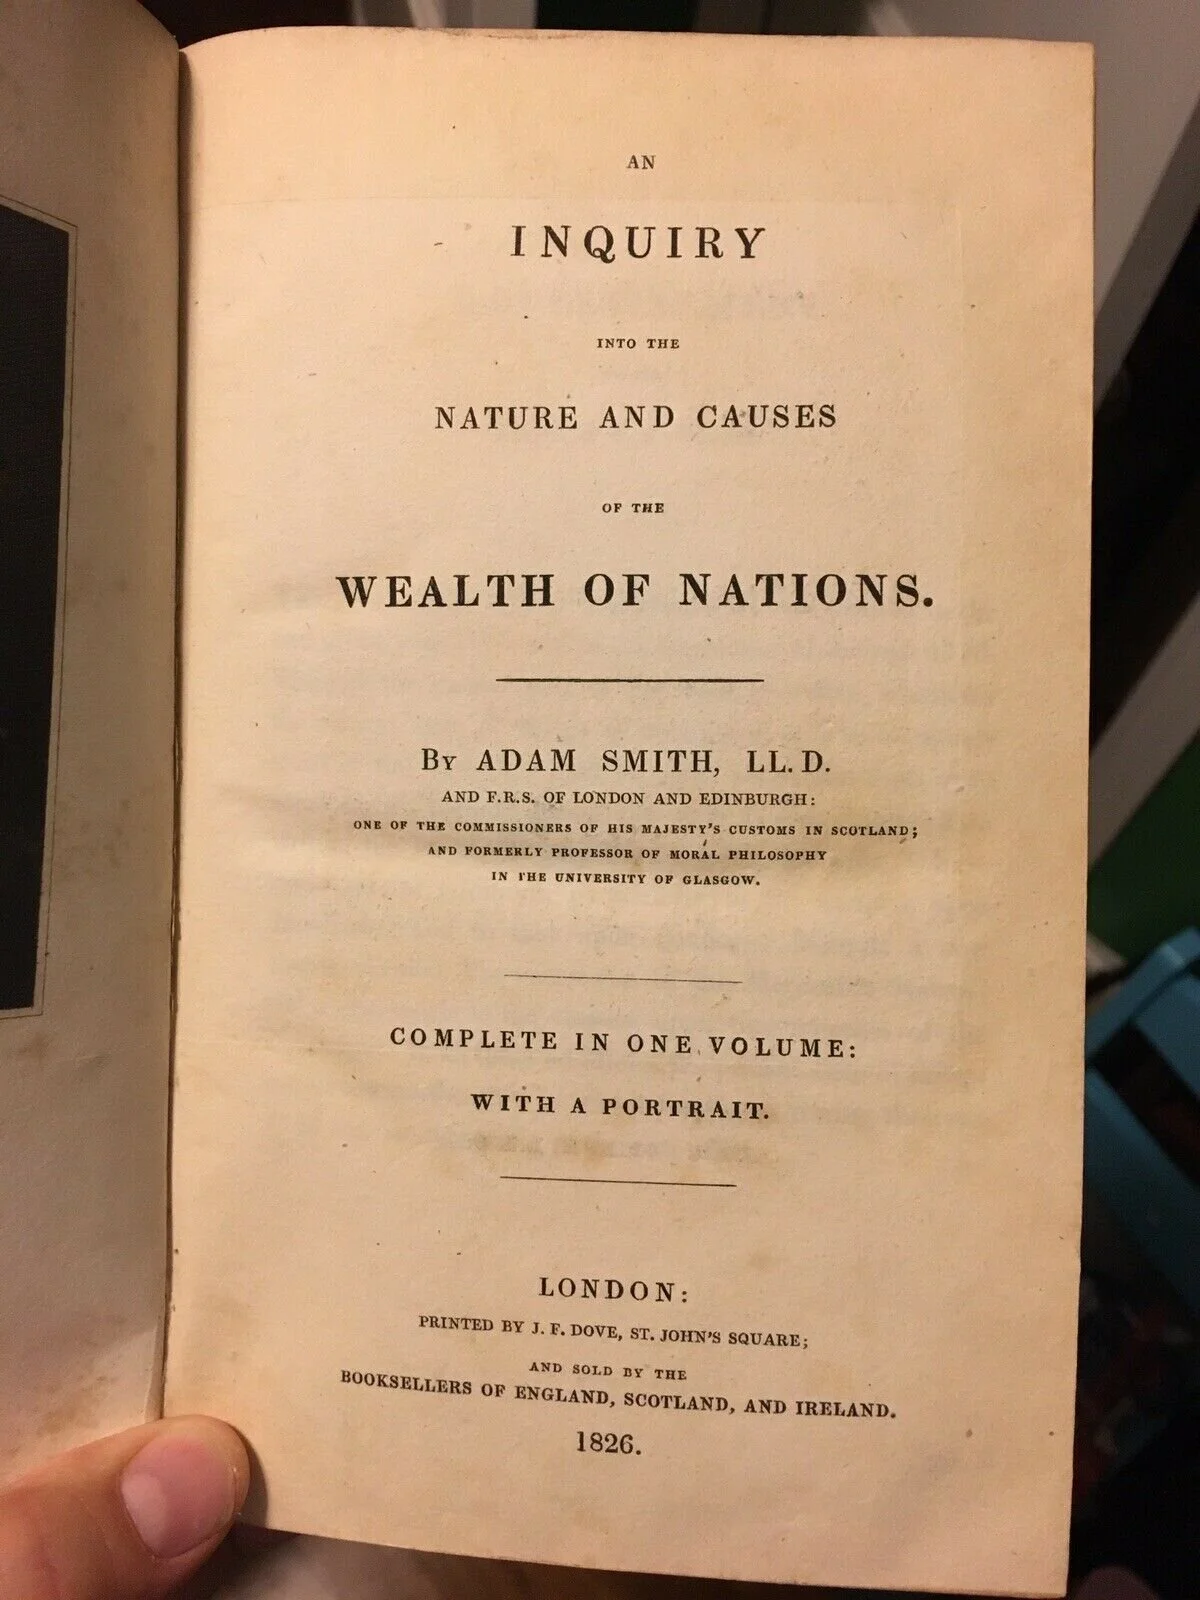 AN
INQUIRY
INTO THE
NATURE AND CAUSES
OF THE
WEALTH OF NATIONS.
By ADAM SMITH, LL. D.
AND F.R.S. OF LONDON AND EDINBURGH:
ONE OF THE COMMISSIONERS OF HIS MAJESTY'S CUSTOMS IN SCOTLAND;
AND FORMERLY PROFESSOR OF MORAL PHILOSOPHY
IN THE UNIVERSITY OF GLASGOW.
COMPLETE IN ONE VOLUME:
WITH A PORTRAIT.
LONDON:
PRINTED BY J. F. DOVE, ST. JOHN'S SQUARE;
AND SOLD BY THE
BOOKSELLERS OF ENGLAND, SCOTLAND, AND IRELAND.
1826.